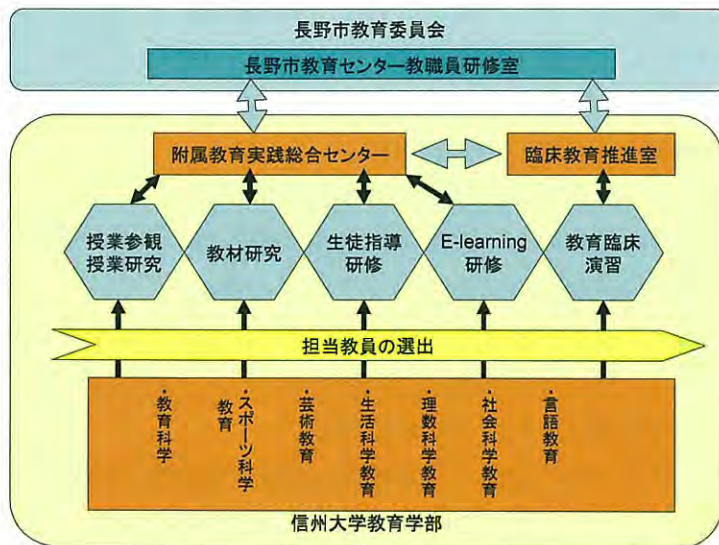 長野市教育委員会
長野市教育センター教職員研修室
附属教育実践総合センター
臨床教育推進室
授業参観
授業研究
教材研究
生徒指導
研修
E-learning
研修
教育臨床
演習
担当教員の選出
・教育科学
・スポーツ科学
教育
・芸術教育
・生活科学教育
・理数科学教育
・社会科学教育
・言語教育
信州大学教育学部